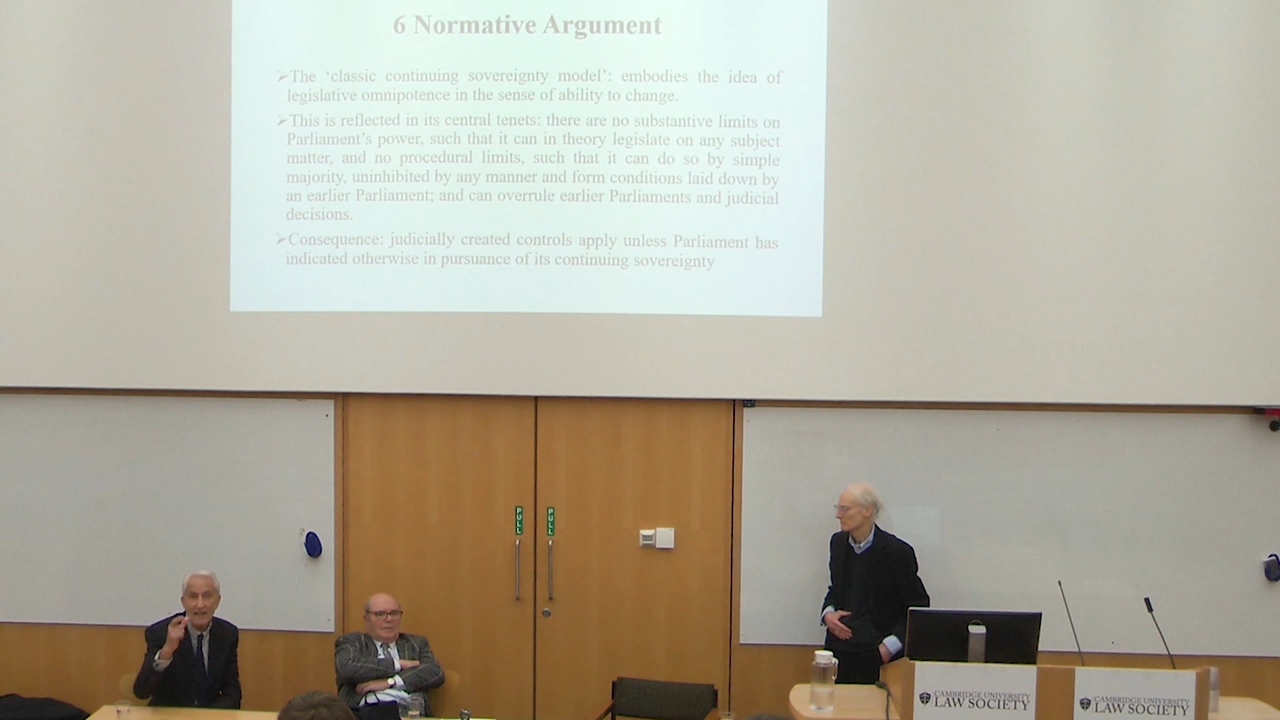 6 Normative Argument
➢The ‘classic continuing sovereignty model’: embodies the idea of
legislative omnipotence in the sense of ability to change.
➢This is reflected in its central tenets: there are no substantive limits on
Parliament’s power, such that it can in theory legislate on any subject
matter, and no procedural limits, such that it can do so by simple
majority, uninhibited by any manner and form conditions laid down by
an earlier Parliament; and can overrule earlier Parliaments and judicial
decisions.
➢Consequence: judicially created controls apply unless Parliament has
indicated otherwise in pursuance of its continuing sovereignty
PULL
PULL
CAMBRIDGE UNIVERSITY
LAW SOCIETY
CAMBRIDGE UNIVERSITY
LAW SOCIETY